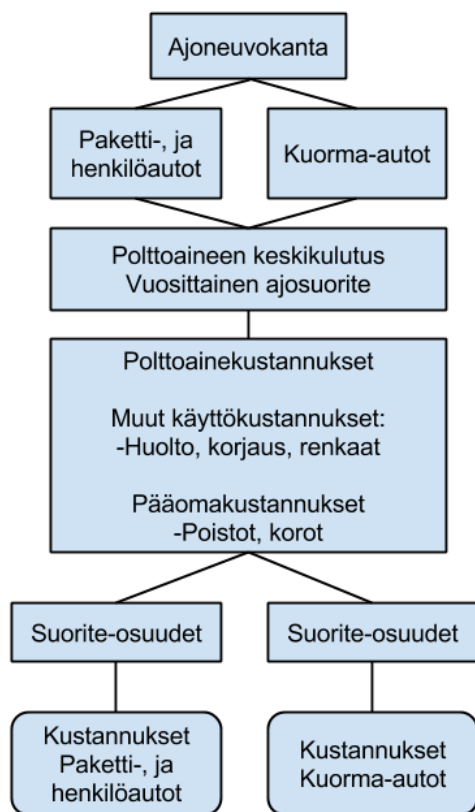 Ajoneuvokanta
Paketti-, ja
henkilöautot
Kuorma-autot
Polttoaineen keskikulutus
Vuosittainen ajosuorite
Polttoainekustannukset
Muut käyttökustannukset:
-Huolto, korjaus, renkaat
Pääomakustannukset
-Poistot, korot
Suorite-osuudet
Suorite-osuudet
Kustannukset
Paketti-, ja
henkilöautot
Kustannukset
Kuorma-autot